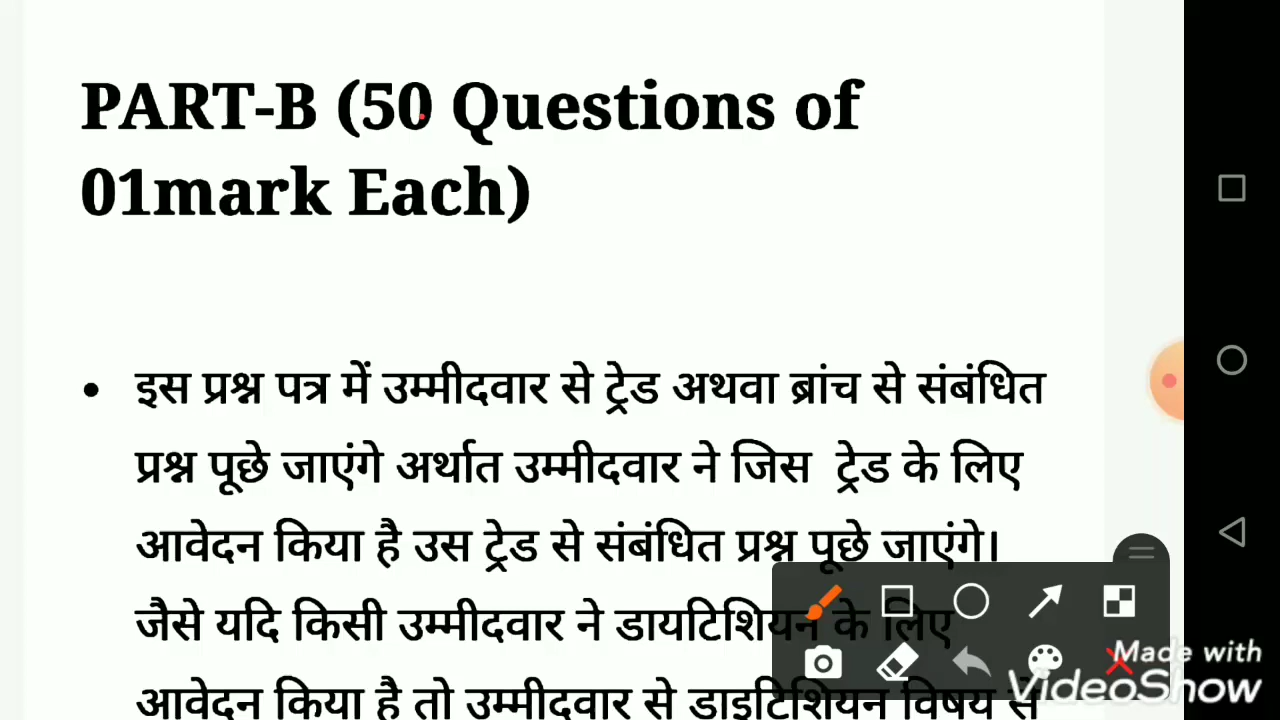 PART-B (50 Questions of
01mark Each)
• इस प्रश्न पत्र में उम्मीदवार से ट्रेड अथवा ब्रांच से संबंधित
प्रश्न पूछे जाएंगे अर्थात उम्मीदवार ने जिस ट्रेड के लिए
आवेदन किया है उस ट्रेड से संबंधित प्रश्न पूछे जाएंगे।
जैसे यदि किसी उम्मीदवार ने डायटिशियन के लिए
आवेदन किया है तो उम्मीदवार से डाइटिशियन विषय से
Made with
VideoShow